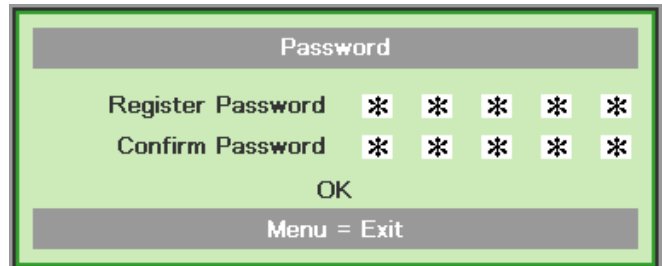 Password
Register Password * * * * *
Confirm Password * * * * *
OK
Menu = Exit